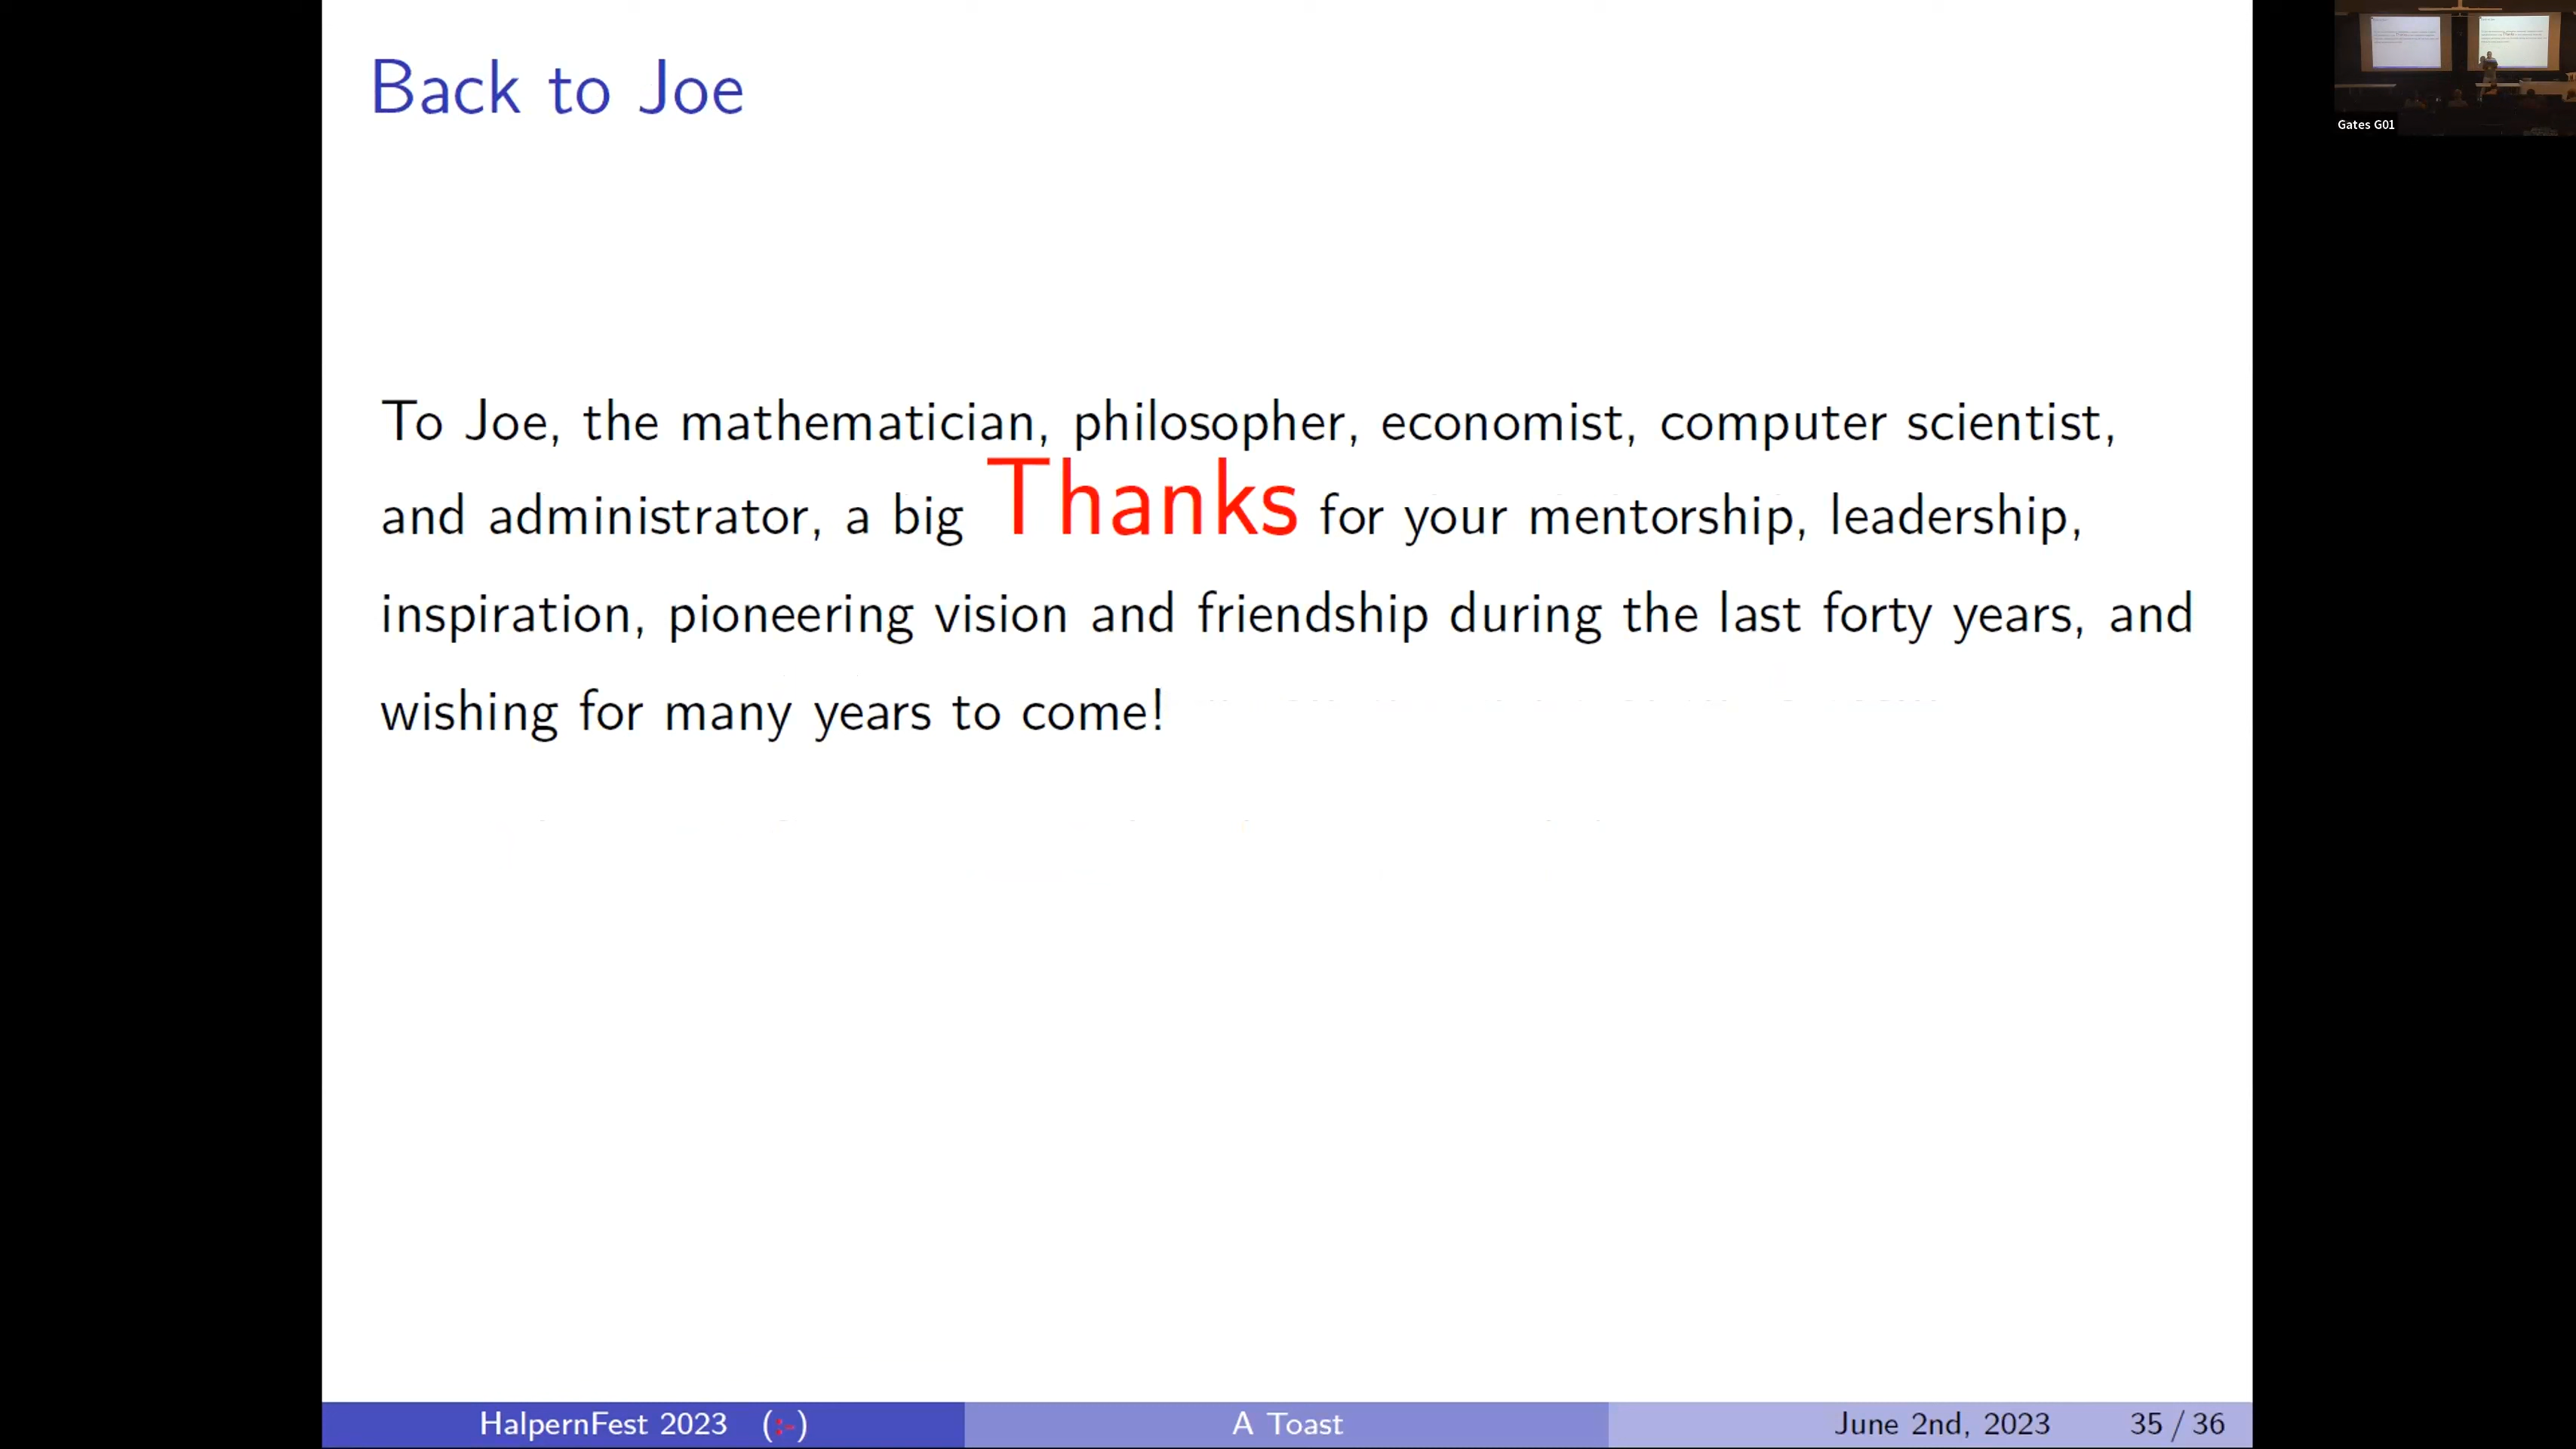 Back to Joe
Gates G01
To Joe, the mathematician, philosopher, economist, computer scientist,
and administrator, a big Thanks for your mentorship, leadership,
inspiration, pioneering vision and friendship during the last forty years, and
wishing for many years to come!
HalpernFest 2023 (:-) A Toast June 2nd, 2023 35 / 36